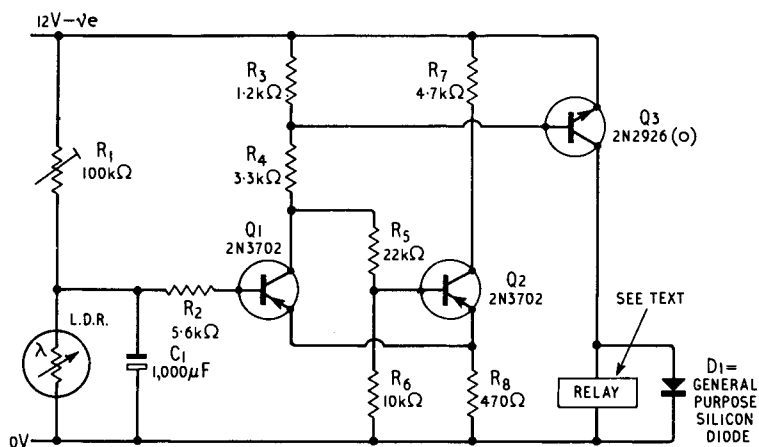 12V-ve
R3
1.2kΩ
R7
4.7kΩ
Q3
2N2926(o)
R1
100kΩ
R4
3.3kΩ
Q1
2N3702
R5
22kΩ
Q2
2N3702
SEE TEXT
L.D.R.
λ
R2
5.6kΩ
C1
1,000µF
R6
10kΩ
R8
470Ω
RELAY
D1=
GENERAL
PURPOSE
SILICON
DIODE
0V